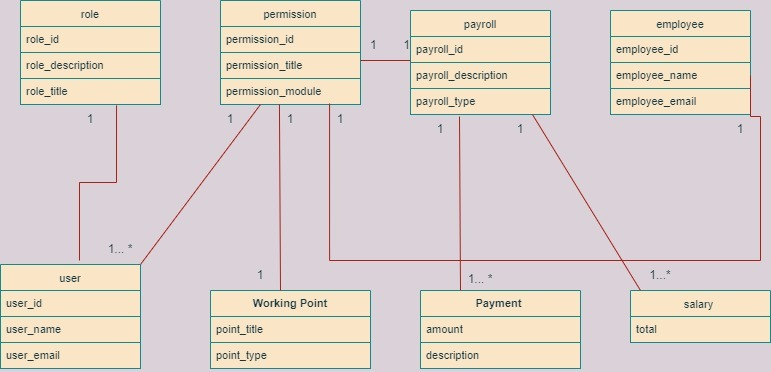 role
role_id
role_description
role_title
permission
permission_id
permission_title
permission_module
payroll
payroll_id
payroll_description
payroll_type
employee
employee_id
employee_name
employee_email
1
1
1
1
1
1
1
1
1
1... *
user
user_id
user_name
user_email
1
Working Point
point_title
point_type
1... *
Payment
amount
description
1...*
salary
total